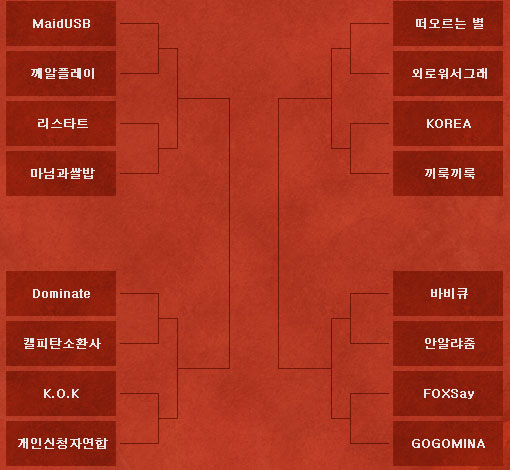 MaidUSB
떠오르는 별
께알플레이
외로워서그래
리스타트
KOREA
마님과쌀밥
끼룩끼룩
Dominate
바비큐
캘피탄소환사
안알랴줌
K.O.K
FOXSay
개인신청자연합
GOGOMINA